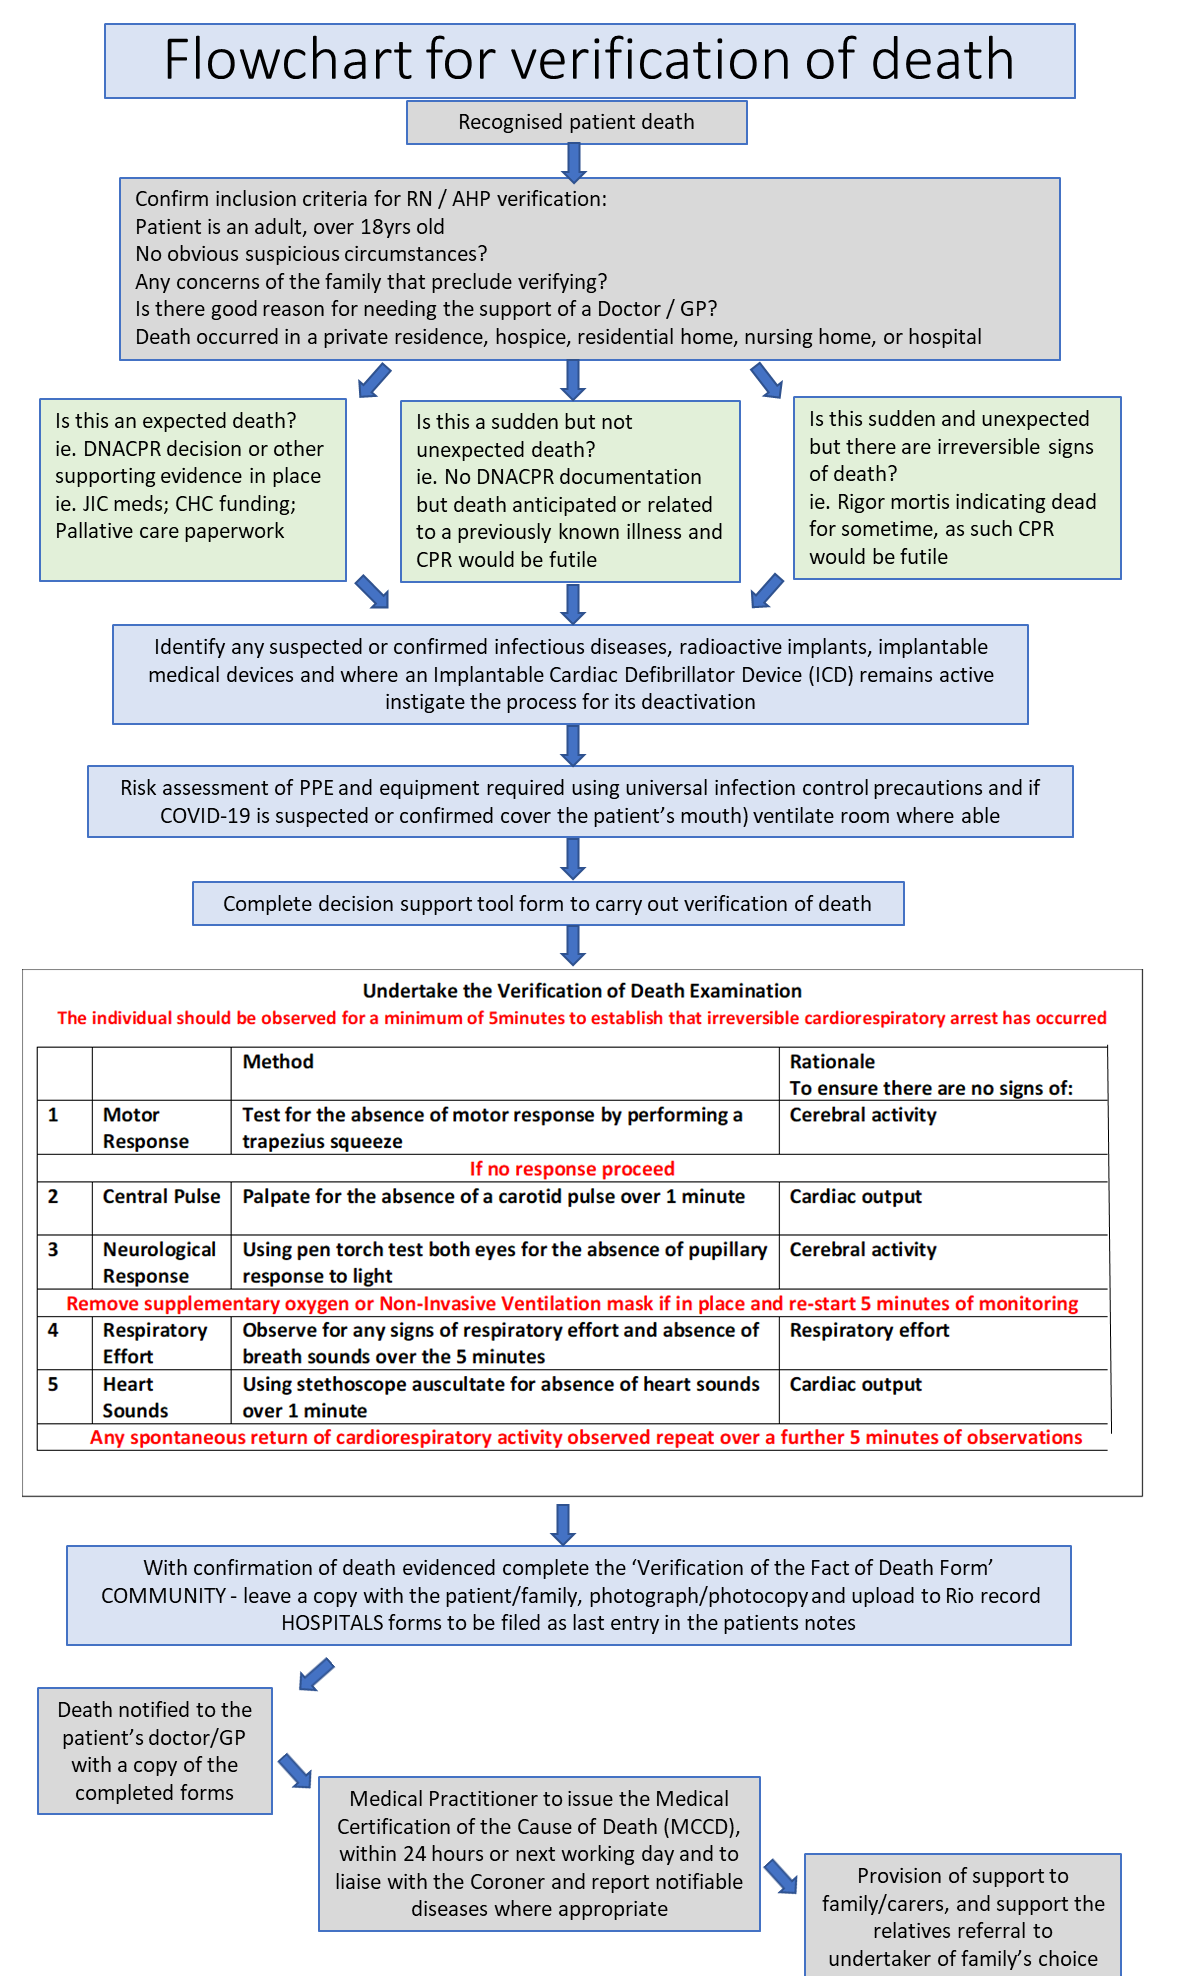 Flowchart for verification of death
Recognised patient death
Confirm inclusion criteria for RN / AHP verification:
Patient is an adult, over 18yrs old
No obvious suspicious circumstances?
Any concerns of the family that preclude verifying?
Is there good reason for needing the support of a Doctor / GP?
Death occurred in a private residence, hospice, residential home, nursing home, or hospital
Is this an expected death?
ie. DNACPR decision or other
supporting evidence in place
ie. JIC meds; CHC funding;
Pallative care paperwork
Is this a sudden but not
unexpected death?
ie. No DNACPR documentation
but death anticipated or related
to a previously known illness and
CPR would be futile
Is this sudden and unexpected
but there are irreversible signs
of death?
ie. Rigor mortis indicating dead
for sometime, as such CPR
would be futile
Identify any suspected or confirmed infectious diseases, radioactive implants, implantable
medical devices and where an Implantable Cardiac Defibrillator Device (ICD) remains active
instigate the process for its deactivation
Risk assessment of PPE and equipment required using universal infection control precautions and if
COVID-19 is suspected or confirmed cover the patient's mouth) ventilate room where able
Complete decision support tool form to carry out verification of death
Undertake the Verification of Death Examination
The individual should be observed for a minimum of 5minutes to establish that irreversible cardiorespiratory arrest has occurred
Method
Rationale
To ensure there are no signs of:
1 Motor Response Test for the absence of motor response by performing a
trapezius squeeze Cerebral activity
If no response proceed
2 Central Pulse Palpate for the absence of a carotid pulse over 1 minute Cardiac output
3 Neurological Response Using pen torch test both eyes for the absence of pupillary
response to light Cerebral activity
Remove supplementary oxygen or Non-Invasive Ventilation mask if in place and re-start 5 minutes of monitoring
4 Respiratory Effort Observe for any signs of respiratory effort and absence of
breath sounds over the 5 minutes Respiratory effort
5 Heart Sounds Using stethoscope auscultate for absence of heart sounds
over 1 minute Cardiac output
Any spontaneous return of cardiorespiratory activity observed repeat over a further 5 minutes of observations
With confirmation of death evidenced complete the ‘Verification of the Fact of Death Form’
COMMUNITY - leave a copy with the patient/family, photograph/photocopy and upload to Rio record
HOSPITALS forms to be filed as last entry in the patients notes
Death notified to the
patient’s doctor/GP
with a copy of the
completed forms
Medical Practitioner to issue the Medical
Certification of the Cause of Death (MCCD),
within 24 hours or next working day and to
liaise with the Coroner and report notifiable
diseases where appropriate
Provision of support to
family/carers, and support the
relatives referral to
undertaker of family’s choice